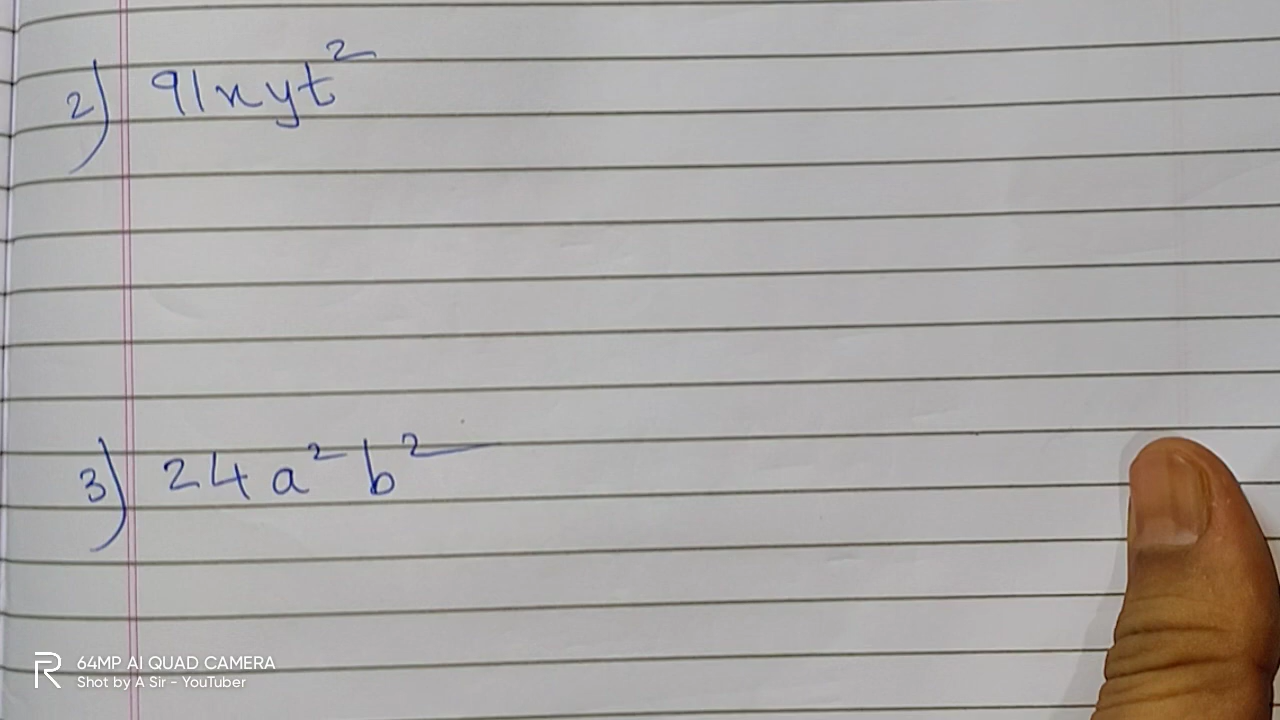 2) 91xyt²
3) 24a²b²
64MP AI QUAD CAMERA
Shot by A Sir - YouTuber